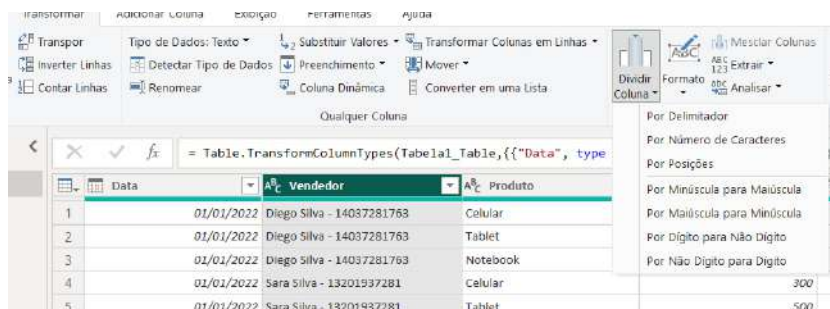 Transformar Adicionar Coluna Exibição Ferramentas Ajuda
Transpor Tipo de Dados: Texto Substituir Valores Transformar Colunas em Linhas Mesclar Colunas
Inverter Linhas Detectar Tipo de Dados Preenchimento Mover Extrair
Contar Linhas Renomear Coluna Dinâmica Converter em uma Lista Dividir Coluna Formato Analisar
Qualquer Coluna
Por Delimitador
Por Número de Caracteres
Por Posições
Por Minúscula para Maiúscula
Por Maiúscula para Minúscula
Por Dígito para Não Dígito
Por Não Dígito para Dígito
fx = Table.TransformColumnTypes(Tabela1_Table,{{"Data", type
Data ABC Vendedor ABC Produto
1 01/01/2022 Diego Silva - 14037281763 Celular
2 01/01/2022 Diego Silva - 14037281763 Tablet
3 01/01/2022 Diego Silva - 14037281763 Notebook
4 01/01/2022 Sara Silva - 13201937281 Celular 300
5 01/01/2022 Sara Silva - 13201937281 Tablet 500